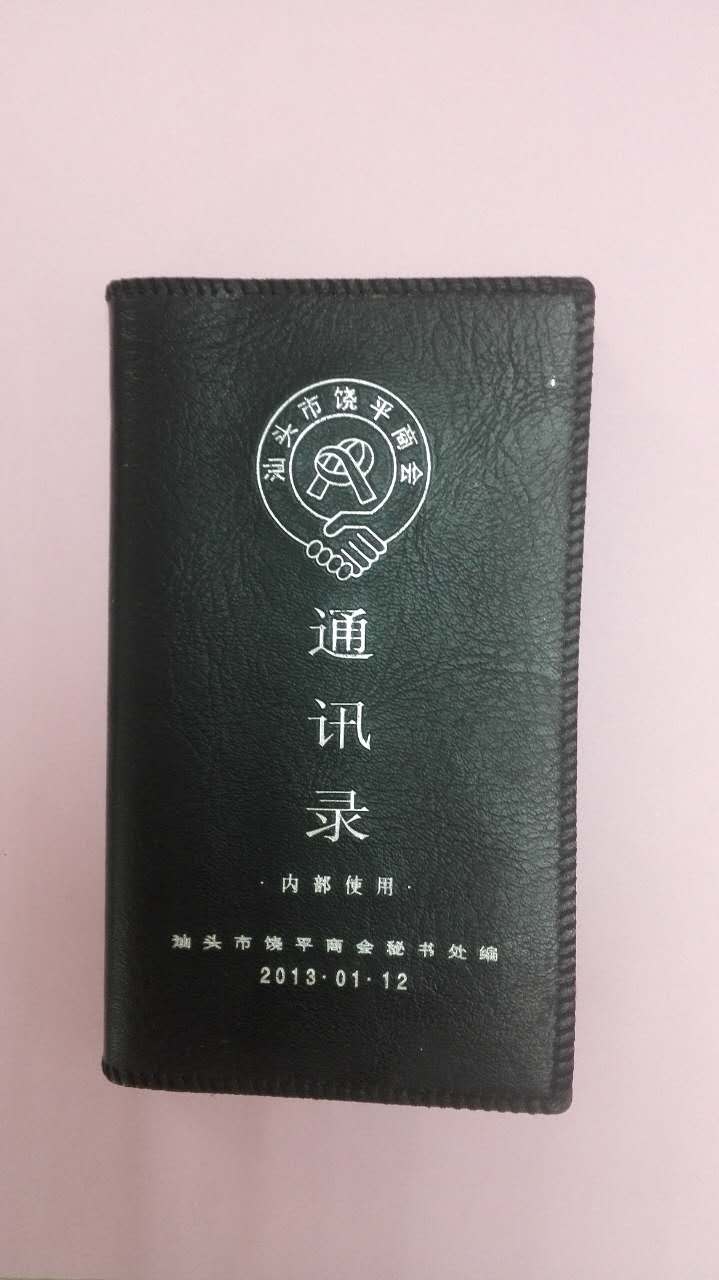 汕头市饶平商会
通
讯
录
·内部使用·
汕头市饶平商会秘书处编
2013·01·12